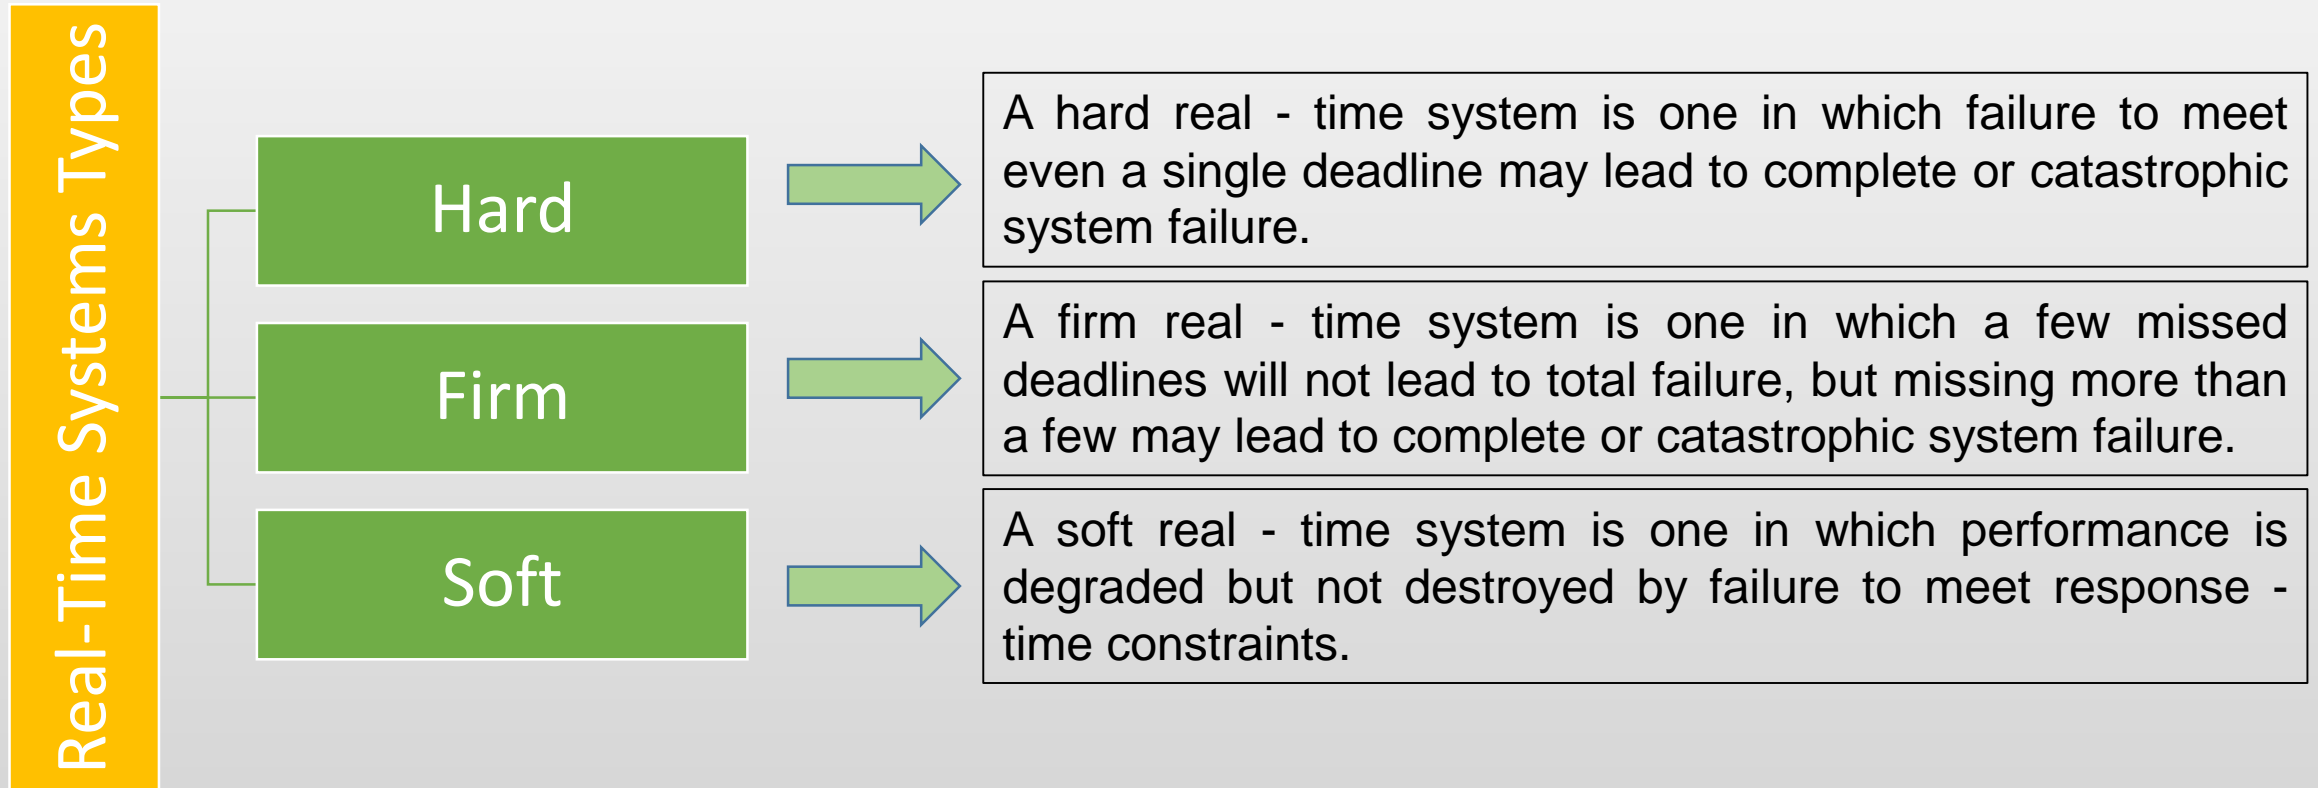 Real-Time Systems Types
Hard
A hard real - time system is one in which failure to meet
even a single deadline may lead to complete or catastrophic
system failure.
Firm
A firm real - time system is one in which a few missed
deadlines will not lead to total failure, but missing more than
a few may lead to complete or catastrophic system failure.
Soft
A soft real - time system is one in which performance is
degraded but not destroyed by failure to meet response -
time constraints.